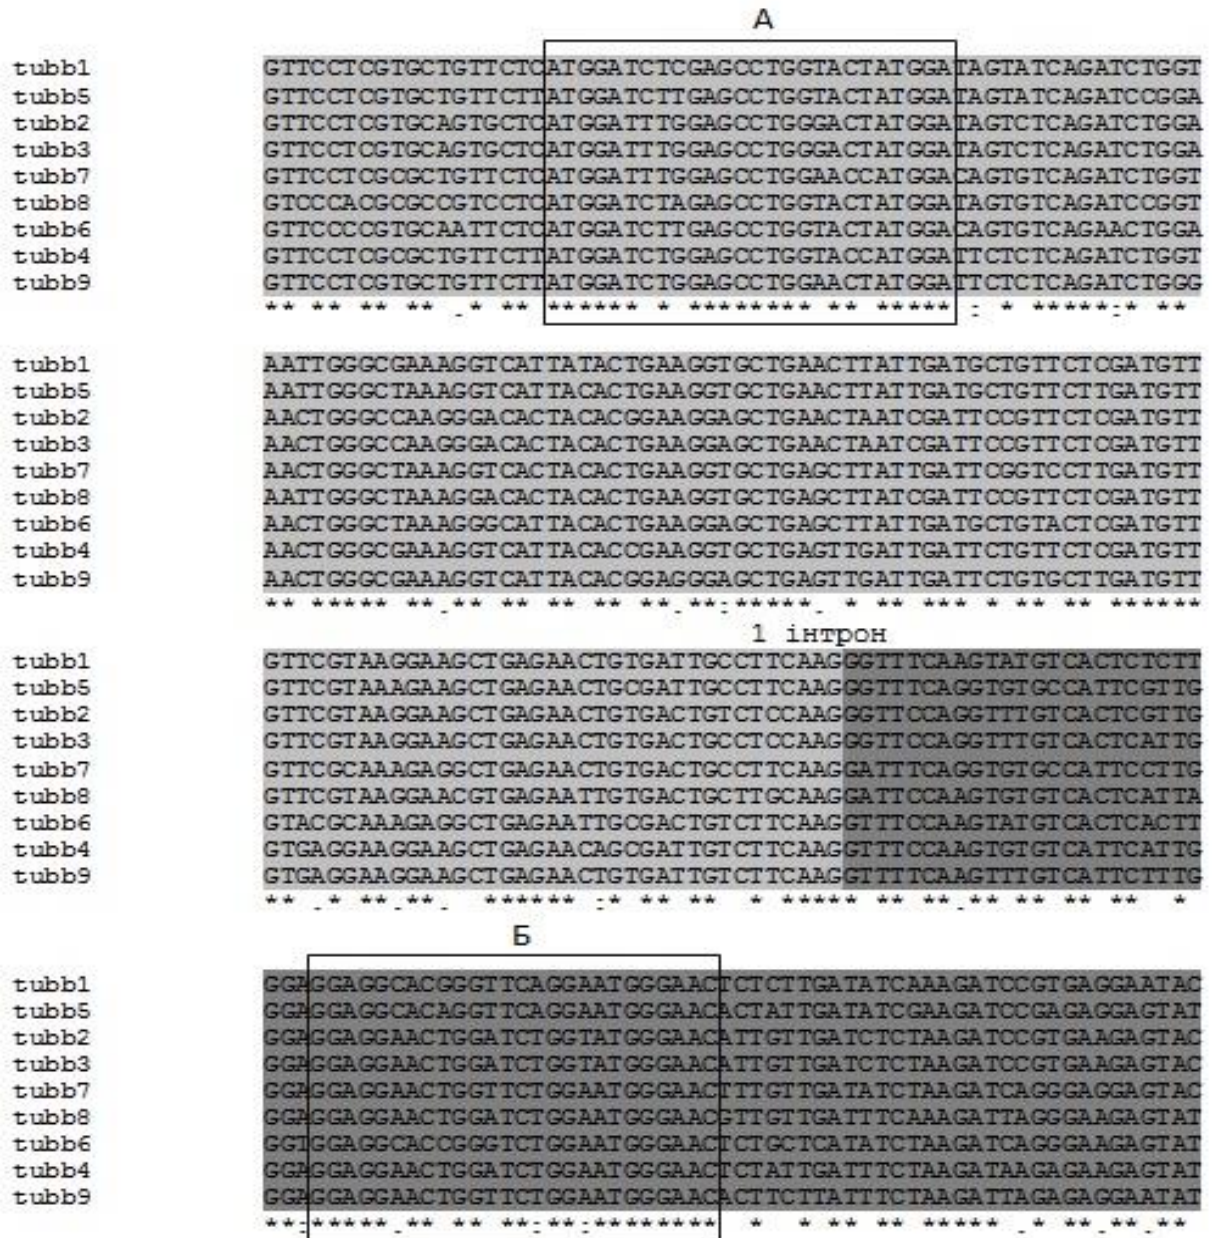 А
tubb1 GTTCCTCGTGCTGTTCTCATGGATCTCGAGCCTGGTACTATGGATAGTATCAGATCTGGT
tubb5 GTTCCTCGTGCTGTTCTTATGGATCTTGAGCCTGGTACTATGGATAGTATCAGATCCGGA
tubb2 GTTCCTCGTGCAGTGCTCATGGATTTGGAGCCTGGGACTATGGATAGTCTCAGATCTGGA
tubb3 GTTCCTCGTGCAGTGCTCATGGATTTGGAGCCTGGGACTATGGATAGTCTCAGATCTGGA
tubb7 GTTCCTCGCGCTGTTCTCATGGATTTGGAGCCTGGAACCATGGACAGTGTCAGATCTGGT
tubb8 GTCCCACGCGCCGTCCTCATGGATCTAGAGCCTGGTACTATGGATAGTGTCAGATCCGGT
tubb6 GTTCCCCGTGCAATTCTCATGGATCTTGAGCCTGGTACTATGGACAGTGTCAGAACTGGA
tubb4 GTTCCTCGCGCTGTTCTTATGGATCTGGAGCCTGGTACCATGGATTCTCTCAGATCTGGT
tubb9 GTTCCTCGTGCTGTTCTTATGGATCTGGAGCCTGGAACTATGGATTCTCTCAGATCTGGG
** ** ** ** .* ** ****** * ******** ** ***** : * *****:* **
tubb1 AATTGGGCGAAAGGTCATTATACTGAAGGTGCTGAACTTATTGATGCTGTTCTCGATGTT
tubb5 AATTGGGCTAAAGGTCATTACACTGAAGGTGCTGAACTTATTGATGCTGTTCTTGATGTT
tubb2 AACTGGGCCAAGGGACACTACACGGAAGGAGCTGAACTAATCGATTCCGTTCTCGATGTT
tubb3 AACTGGGCCAAGGGACACTACACTGAAGGAGCTGAACTAATCGATTCCGTTCTCGATGTT
tubb7 AACTGGGCTAAAGGTCACTACACTGAAGGTGCTGAGCTTATTGATTCGGTCCTTGATGTT
tubb8 AATTGGGCTAAAGGACACTACACTGAAGGTGCTGAGCTTATCGATTCCGTTCTCGATGTT
tubb6 AACTGGGCTAAAGGGCATTACACTGAAGGAGCTGAGCTTATTGATGCTGTACTCGATGTT
tubb4 AACTGGGCGAAAGGTCATTACACCGAAGGTGCTGAGTTGATTGATTCTGTTCTCGATGTT
tubb9 AACTGGGCGAAAGGTCATTACACGGAGGGAGCTGAGTTGATTGATTCTGTGCTTGATGTT
** ***** **.** ** ** ** **.**:*****. * ** *** * ** ** ******
1 інтрон
tubb1 GTTCGTAAGGAAGCTGAGAACTGTGATTGCCTTCAAGGGTTTCAAGTATGTCACTCTCTT
tubb5 GTTCGTAAAGAAGCTGAGAACTGCGATTGCCTTCAAGGGTTTCAGGTGTGCCATTCGTTG
tubb2 GTTCGTAAGGAAGCTGAGAACTGTGACTGTCTCCAAGGGTTCCAGGTTTGTCACTCGTTG
tubb3 GTTCGTAAGGAAGCTGAGAACTGTGACTGCCTCCAAGGGTTCCAGGTTTGTCACTCATTG
tubb7 GTTCGCAAAGAGGCTGAGAACTGTGACTGCCTTCAAGGATTTCAGGTGTGCCATTCCTTG
tubb8 GTTCGTAAGGAACGTGAGAATTGTGACTGCTTGCAAGGATTCCAAGTGTGTCACTCATTA
tubb6 GTACGCAAAGAGGCTGAGAATTGCGACTGTCTTCAAGGTTTCCAAGTATGTCACTCACTT
tubb4 GTGAGGAAGGAAGCTGAGAACAGCGATTGTCTTCAAGGTTTCCAAGTGTGTCATTCATTG
tubb9 GTGAGGAAGGAAGCTGAGAACTGTGATTGTCTTCAAGGTTTTCAAGTTTGTCATTCTTTG
** .* **.**. ****** :* ** ** * ***** ** **.** ** ** ** *
Б
tubb1 GGAGGAGGCACGGGTTCAGGAATGGGAACTCTCTTGATATCAAAGATCCGTGAGGAATAC
tubb5 GGAGGAGGCACAGGTTCAGGAATGGGAACACTATTGATATCGAAGATCCGAGAGGAGTAT
tubb2 GGAGGAGGAACTGGATCTGGTATGGGAACATTGTTGATCTCTAAGATCCGTGAAGAGTAC
tubb3 GGAGGAGGAACTGGATCTGGTATGGGAACATTGTTGATCTCTAAGATCCGTGAAGAGTAC
tubb7 GGAGGAGGAACTGGTTCTGGAATGGGAACTTTGTTGATATCTAAGATCAGGGAGGAGTAC
tubb8 GGAGGAGGAACTGGATCTGGAATGGGAACGTTGTTGATTTCAAAGATTAGGGAAGAGTAT
tubb6 GGTGGAGGCACCGGGTCTGGAATGGGAACTCTGCTCATATCTAAGATCAGGGAAGAGTAT
tubb4 GGAGGAGGAACTGGATCTGGAATGGGAACTCTATTGATTTCTAAGATAAGAGAAGAGTAT
tubb9 GGAGGAGGAACTGGTTCTGGAATGGGAACACTTCTTATTTCTAAGATTAGAGAGGAATAT
**:*****.** ** **:**:******** * * ** ** ***** .* **.**.**